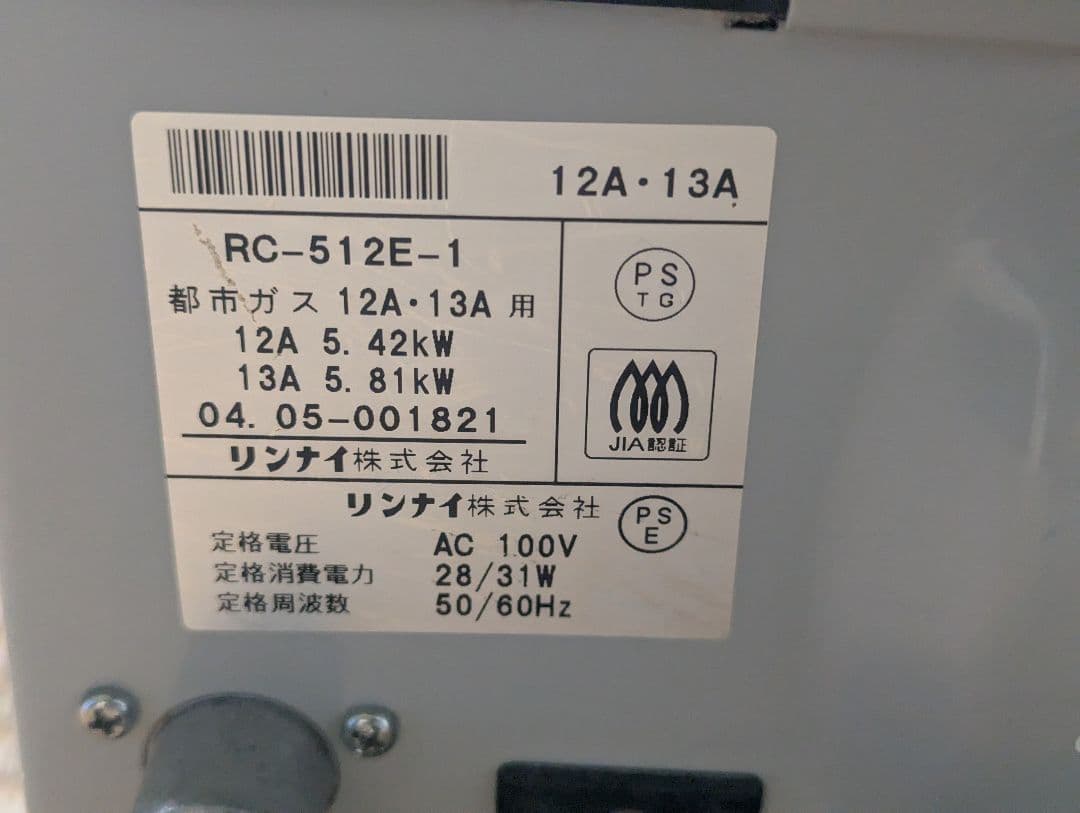 12A・13A
RC-512E-1
都市ガス 12A・13A 用
12A 5. 42kW
13A 5. 81kW
04. 05-001821
リンナイ株式会社
PS
TG
JIA認証
リンナイ株式会社
PS
E
定格電圧 AC 100V
定格消費電力 28/31W
定格周波数 50/60Hz